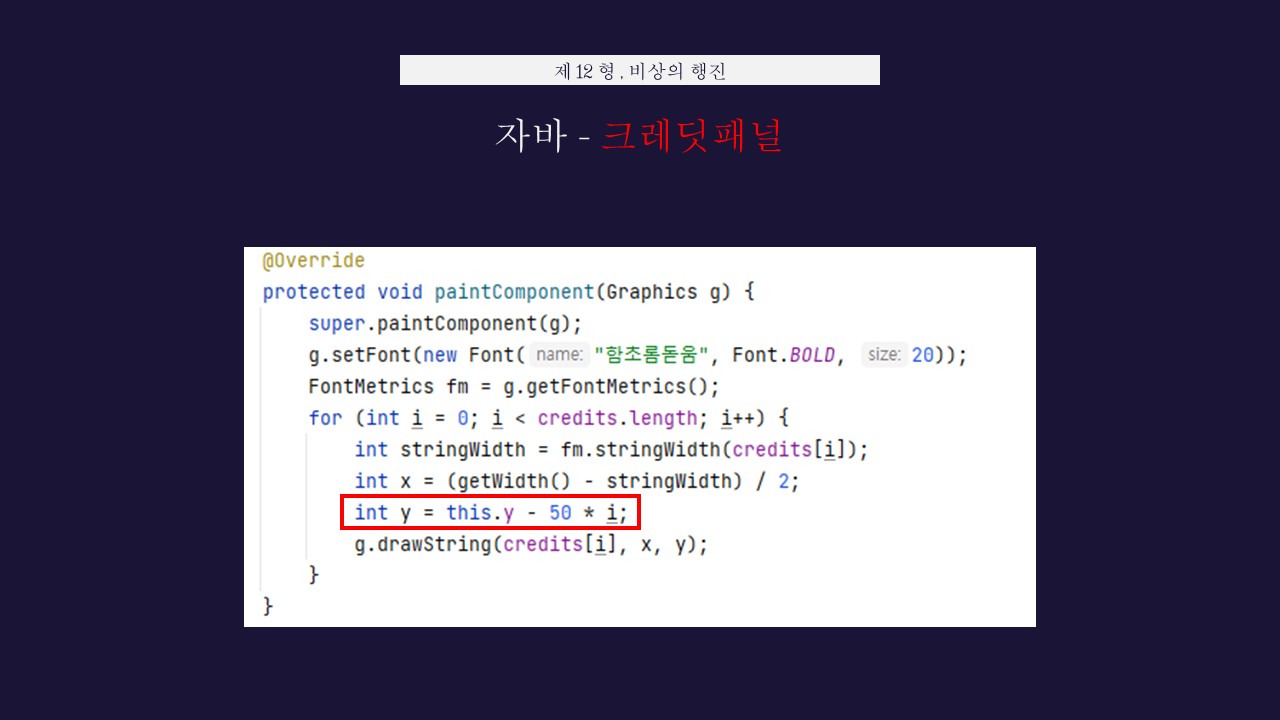 제 12 형 . 비상의 행진
자바 - 크레딧패널
@Override
protected void paintComponent(Graphics g) {
super.paintComponent(g);
g.setFont(new Font( name: "함초롬돋움", Font.BOLD, size: 20));
FontMetrics fm = g.getFontMetrics();
for (int i = 0; i < credits.length; i++) {
int stringWidth = fm.stringWidth(credits[i]);
int x = (getWidth() - stringWidth) / 2;
int y = this.y - 50 * i;
g.drawString(credits[i], x, y);
}
}